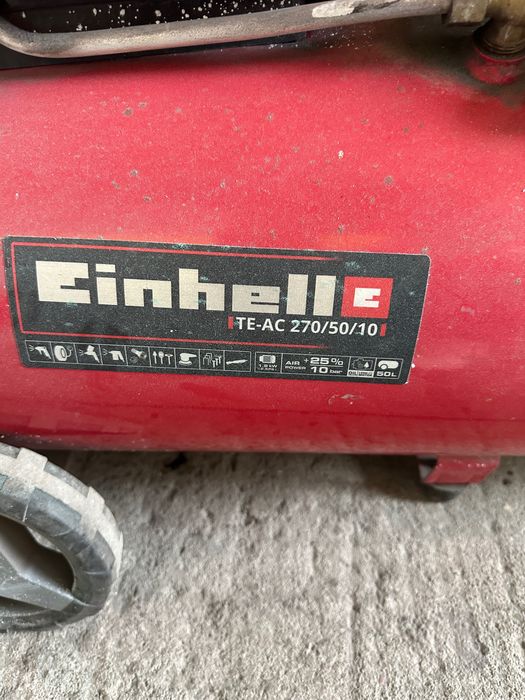 Einhell E
TE-AC 270/50/10
1,8 kW
AIR POWER
+25%
10 bar
50L